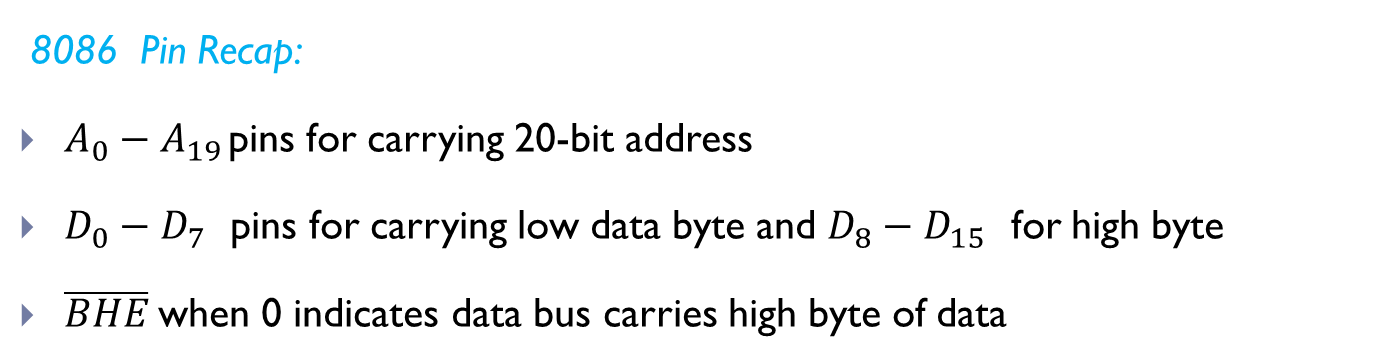 8086 Pin Recap:
A₀ − A₁₉ pins for carrying 20-bit address
D₀ − D₇ pins for carrying low data byte and D₈ − D₁₅ for high byte
B̅H̅E̅ when 0 indicates data bus carries high byte of data